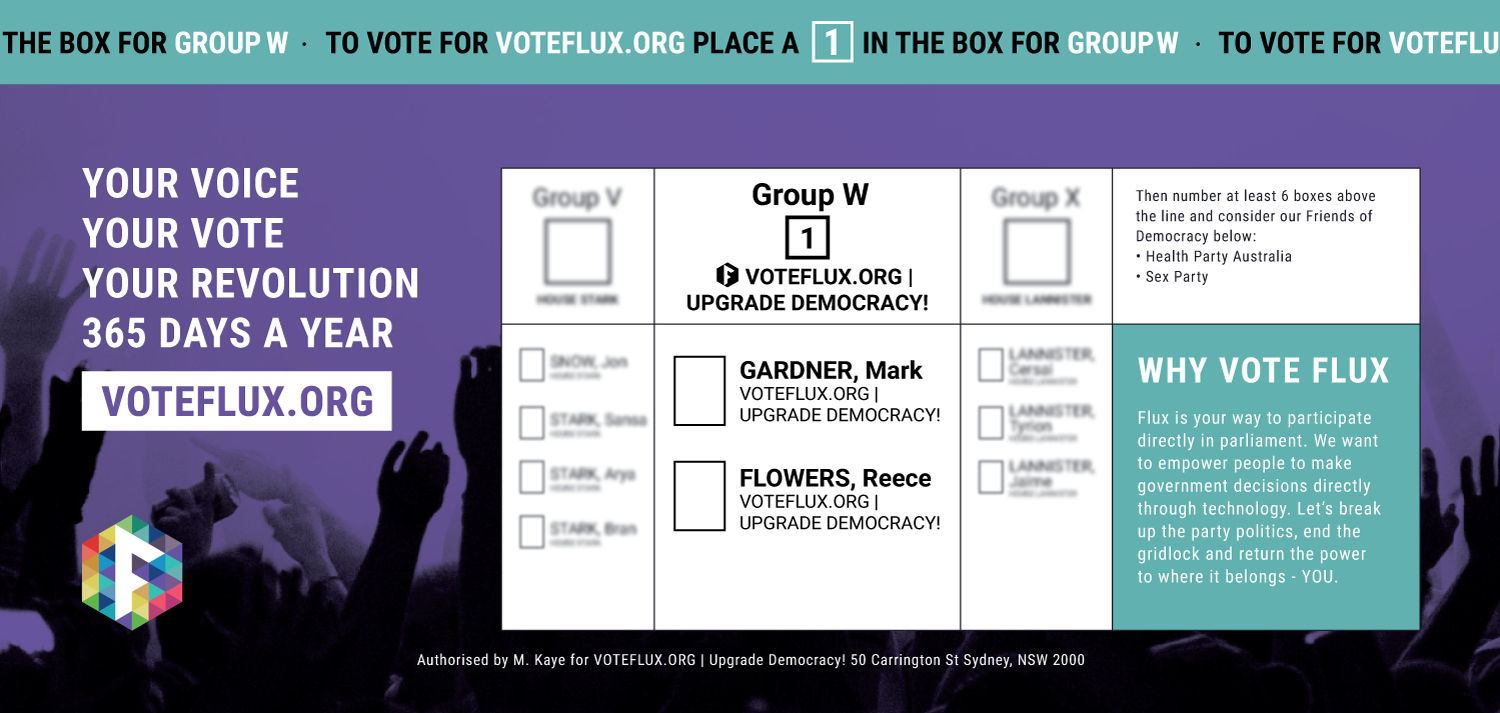 THE BOX FOR GROUP W · TO VOTE FOR VOTEFLUX.ORG PLACE A 1 IN THE BOX FOR GROUP W · TO VOTE FOR VOTEFLU
YOUR VOICE
YOUR VOTE
YOUR REVOLUTION
365 DAYS A YEAR
VOTEFLUX.ORG
Group V
HOUSE STARK
SNOW, Jon
HOUSE STARK
STARK, Sansa
HOUSE STARK
STARK, Arya
HOUSE STARK
STARK, Bran
HOUSE STARK
Group W
1
VOTEFLUX.ORG |
UPGRADE DEMOCRACY!
GARDNER, Mark
VOTEFLUX.ORG |
UPGRADE DEMOCRACY!
FLOWERS, Reece
VOTEFLUX.ORG |
UPGRADE DEMOCRACY!
Group X
HOUSE LANNISTER
LANNISTER,
Cersai
HOUSE LANNISTER
LANNISTER,
Tyrion
HOUSE LANNISTER
LANNISTER,
Jaime
HOUSE LANNISTER
Then number at least 6 boxes above
the line and consider our Friends of
Democracy below:
• Health Party Australia
• Sex Party
WHY VOTE FLUX
Flux is your way to participate
directly in parliament. We want
to empower people to make
government decisions directly
through technology. Let's break
up the party politics, end the
gridlock and return the power
to where it belongs - YOU.
F
Authorised by M. Kaye for VOTEFLUX.ORG | Upgrade Democracy! 50 Carrington St Sydney, NSW 2000